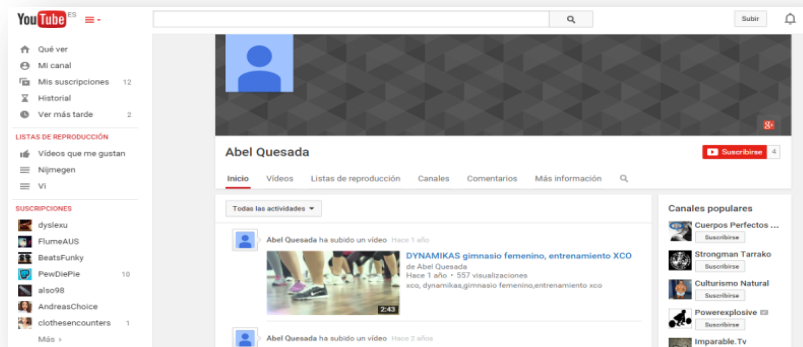 YouTube ES
Subir
Qué ver
Mi canal
Mis suscripciones 12
Historial
Ver más tarde 2
LISTAS DE REPRODUCCIÓN
Vídeos que me gustan
Nijmegen
Vi
SUSCRIPCIONES
dyslexu
FlumeAUS
BeatsFunky
PewDiePie 10
also98
AndreasChoice
clothesencounters 1
Más ›
g+
Abel Quesada
Suscribirse 4
Inicio Vídeos Listas de reproducción Canales Comentarios Más información
Todas las actividades
Abel Quesada ha subido un vídeo Hace 1 año
DYNAMIKAS gimnasio femenino, entrenamiento XCO
de Abel Quesada
Hace 1 año • 557 visualizaciones
xco, dynamikas,gimnasio femenino,entrenamiento xco
2:43
Abel Quesada ha subido un vídeo Hace 2 años
Canales populares
Cuerpos Perfectos ...
Suscribirse
Strongman Tarrako
Suscribirse
Culturismo Natural
Suscribirse
Powerexplosive
Suscribirse
Imparable.Tv